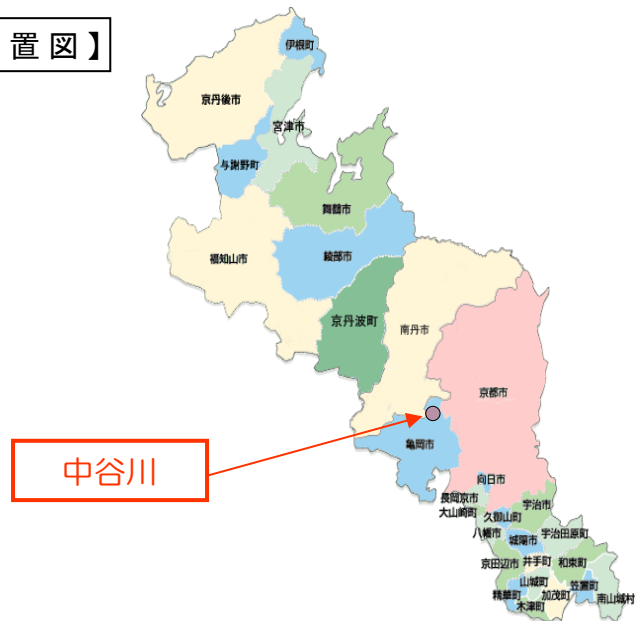 置図】
伊根町
京丹後市
宮津市
与謝野町
舞鶴市
福知山市
綾部市
京丹波町
南丹市
京都市
亀岡市
中谷川
向日市
長岡京市
宇治市
大山崎町
久御山町
八幡市
宇治田原町
城陽市
京田辺市
井手町
和束町
山城町
笠置町
精華町
加茂町
南山城村
木津町